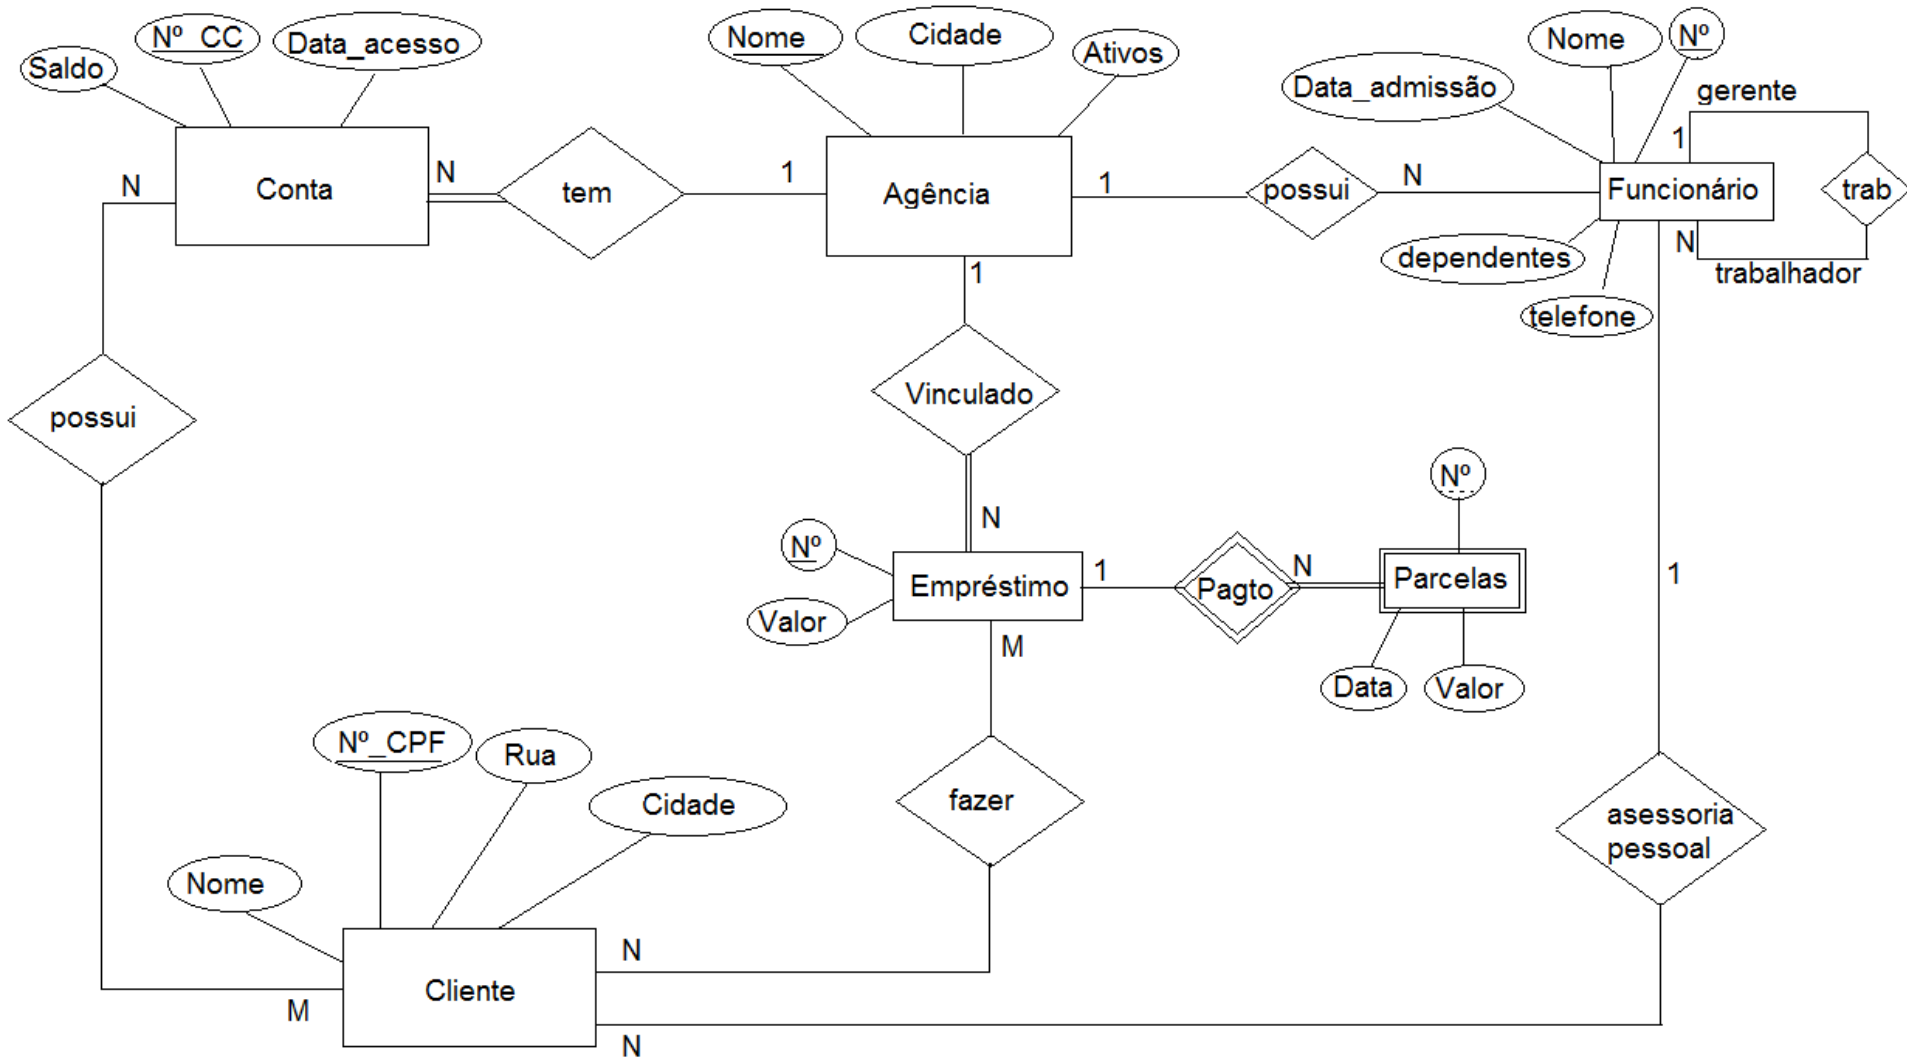 Nº_CC
Data_acesso
Saldo
Nome
Cidade
Ativos
Nome
Nº
Data_admissão
gerente
1
N
N
Conta
tem
1
Agência
1
possui
N
Funcionário
trab
N
trabalhador
dependentes
telefone
1
possui
Vinculado
N
Nº
Valor
Empréstimo
1
Pagto
N
Nº
Parcelas
Data
Valor
1
M
Nº_CPF
Rua
Cidade
Nome
fazer
asessoria
pessoal
N
Cliente
M
N